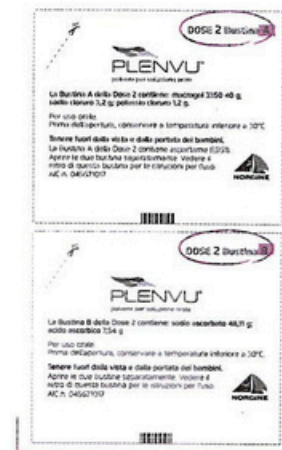 DOSE 2 Bustina A
PLENVU
polvere per soluzione orale
La Bustina A della Dose 2 contiene: macrogol 3350 40 g;
sodio cloruro 3,2 g; potassio cloruro 1,2 g.
Per uso orale.
Prima dell'apertura, conservare a temperatura inferiore a 30°C.
Tenere fuori dalla vista e dalla portata dei bambini.
La Bustina A della Dose 2 contiene aspartame
Aprire le due bustine separatamente. Vedere il
retro di questa bustina per le istruzioni per l'uso.
AIC n.
NORGINE
DOSE 2 Bustina B
PLENVU
polvere per soluzione orale
La Bustina B della Dose 2 contiene: sodio ascorbato 48,11 g;
acido ascorbico 7,54 g
Per uso orale.
Prima dell'apertura, conservare a temperatura inferiore a 30°C.
Tenere fuori dalla vista e dalla portata dei bambini.
Aprire le due bustine separatamente. Vedere il
retro di questa bustina per le istruzioni per l'uso.
AIC n.
NORGINE